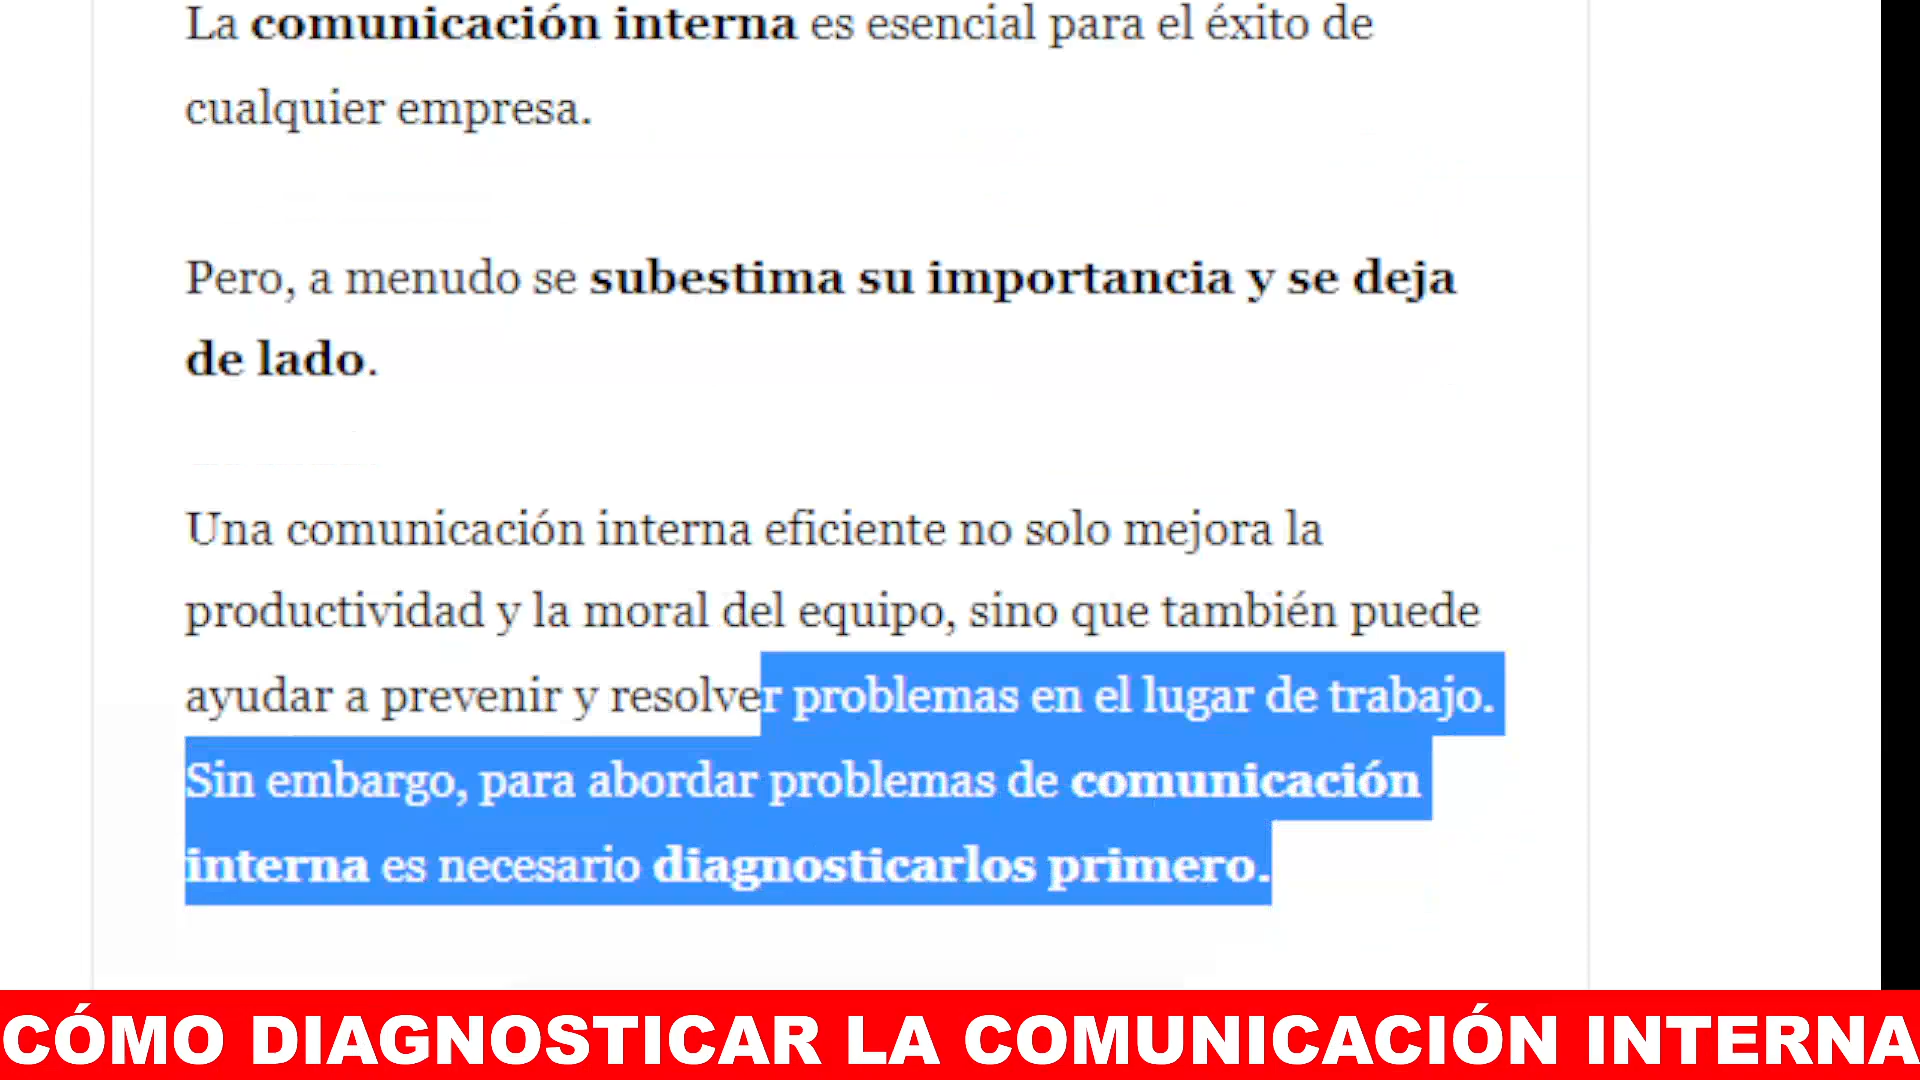 La comunicación interna es esencial para el éxito de
cualquier empresa.
Pero, a menudo se subestima su importancia y se deja
de lado.
Una comunicación interna eficiente no solo mejora la
productividad y la moral del equipo, sino que también puede
ayudar a prevenir y resolver problemas en el lugar de trabajo.
Sin embargo, para abordar problemas de comunicación
interna es necesario diagnosticarlos primero.
CÓMO DIAGNOSTICAR LA COMUNICACIÓN INTERNA